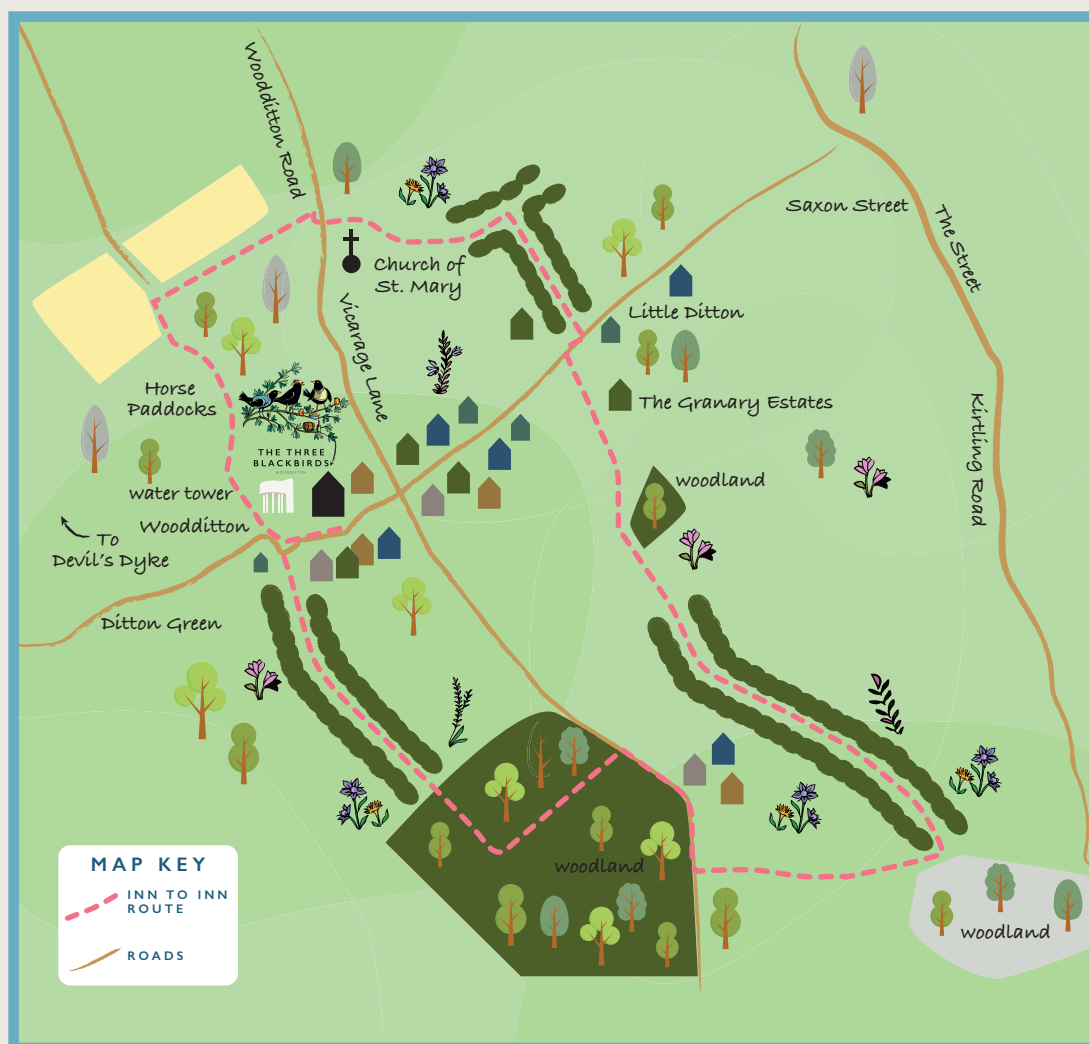 Woodditton Road
Saxon Street
The Street
Church of
St. Mary
Vicarage Lane
Little Ditton
Horse
Paddocks
The Granary Estates
Kirtling Road
THE THREE
BLACKBIRDS
WOODDITTON
water tower
woodland
Woodditton
To
Devil's Dyke
Ditton Green
woodland
woodland
MAP KEY
INN TO INN
ROUTE
ROADS